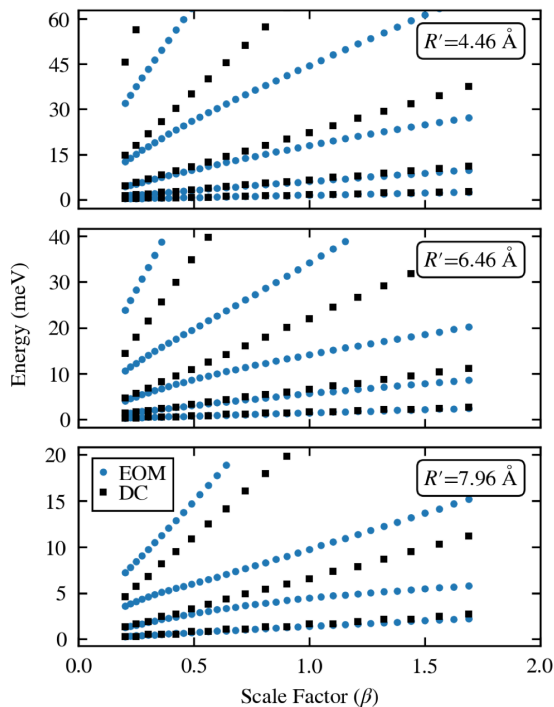 60
45
30
15
0
R′=4.46 Å
40
30
20
10
0
R′=6.46 Å
Energy (meV)
20
15
10
5
0
EOM
DC
R′=7.96 Å
0.0 0.5 1.0 1.5 2.0
Scale Factor (β)